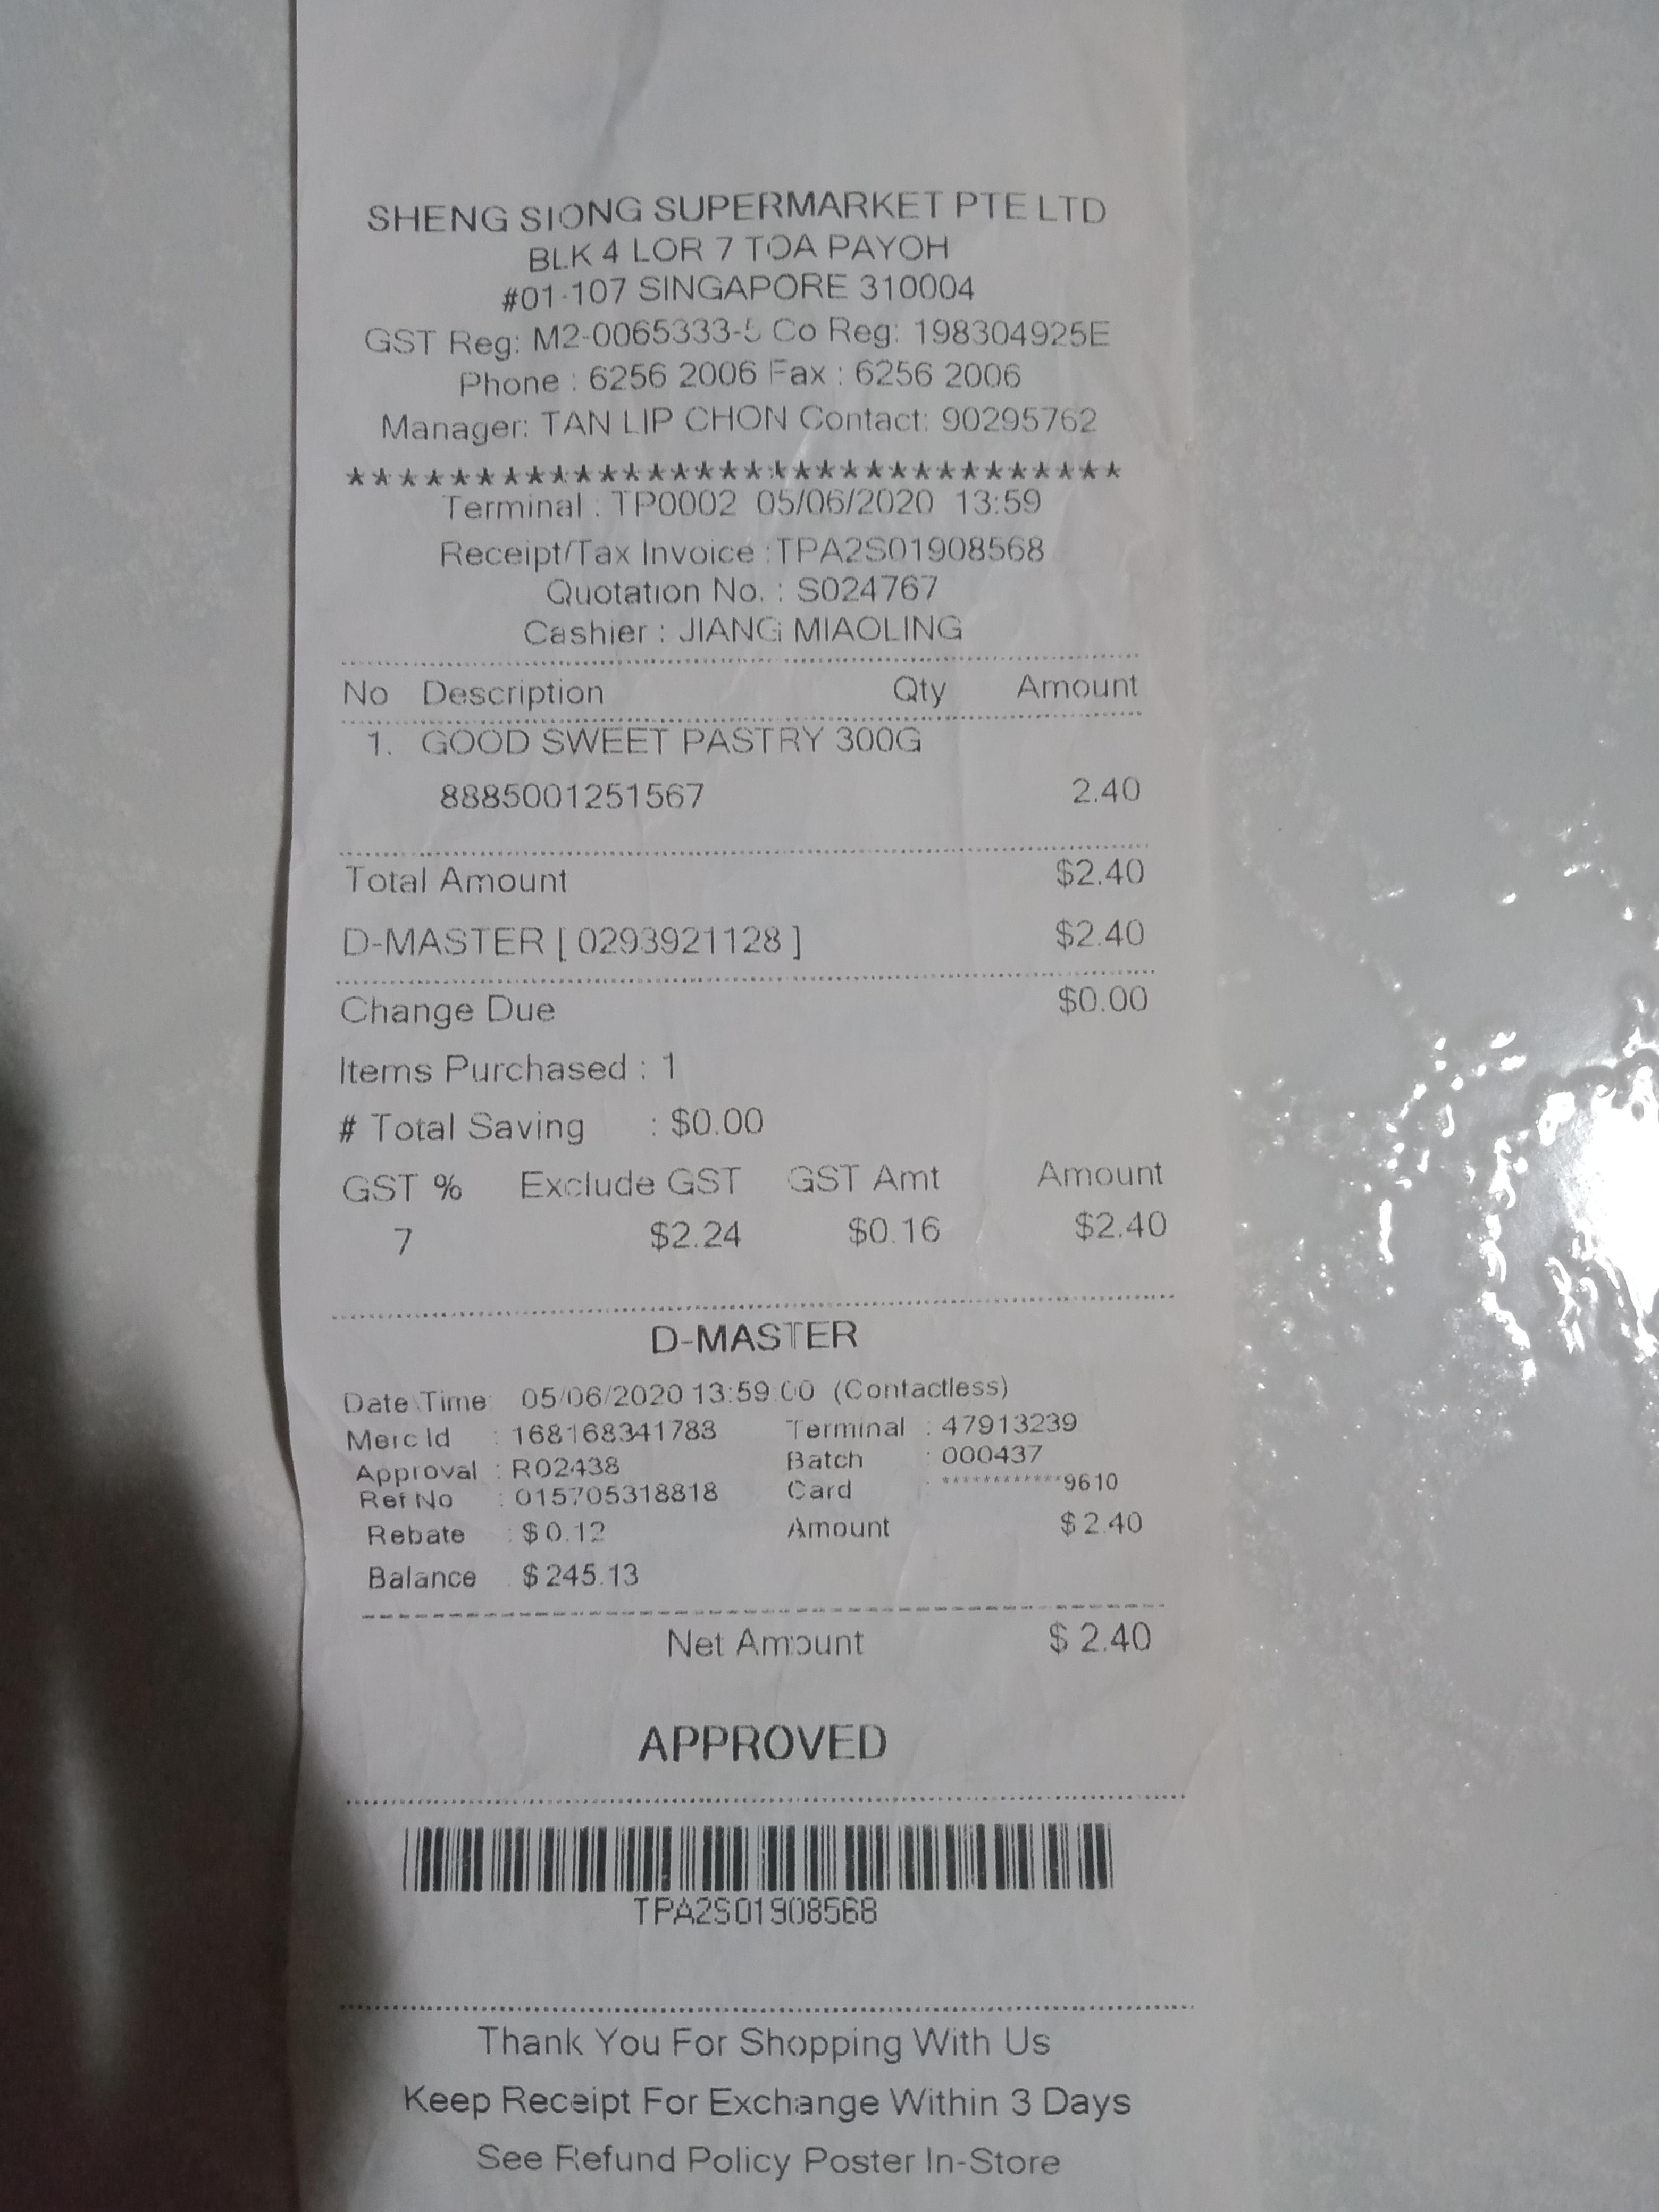 SHENG SIONG SUPERMARKET PTE LTD
BLK 4 LOR 7 TOA PAYOH
#01-107 SINGAPORE 310004
GST Reg: M2-0065333-5 Co Reg: 198304925E
Phone : 6256 2006 Fax : 6256 2006
Manager: TAN LIP CHON Contact: 90295762
********************************
Terminal : TP0002 05/06/2020 13:59
Receipt/Tax Invoice :TPA2S01908568
Quotation No. : S024767
Cashier : JIANG MIAOLING
No Description Qty Amount
1. GOOD SWEET PASTRY 300G
8885001251567 2.40
Total Amount $2.40
D-MASTER [ 0293921128 ] $2.40
Change Due $0.00
Items Purchased : 1
# Total Saving : $0.00
GST % Exclude GST GST Amt Amount
7 $2.24 $0.16 $2.40
D-MASTER
Date\Time 05/06/2020 13:59:00 (Contactless)
Merc Id : 168168341783 Terminal : 47913239
Approval : R02438 Batch : 000437
Ref No : 015705318818 Card : ************9610
Rebate : $ 0.12 Amount $ 2.40
Balance : $ 245.13
Net Amount $ 2.40
APPROVED
TPA2S01908568
Thank You For Shopping With Us
Keep Receipt For Exchange Within 3 Days
See Refund Policy Poster In-Store